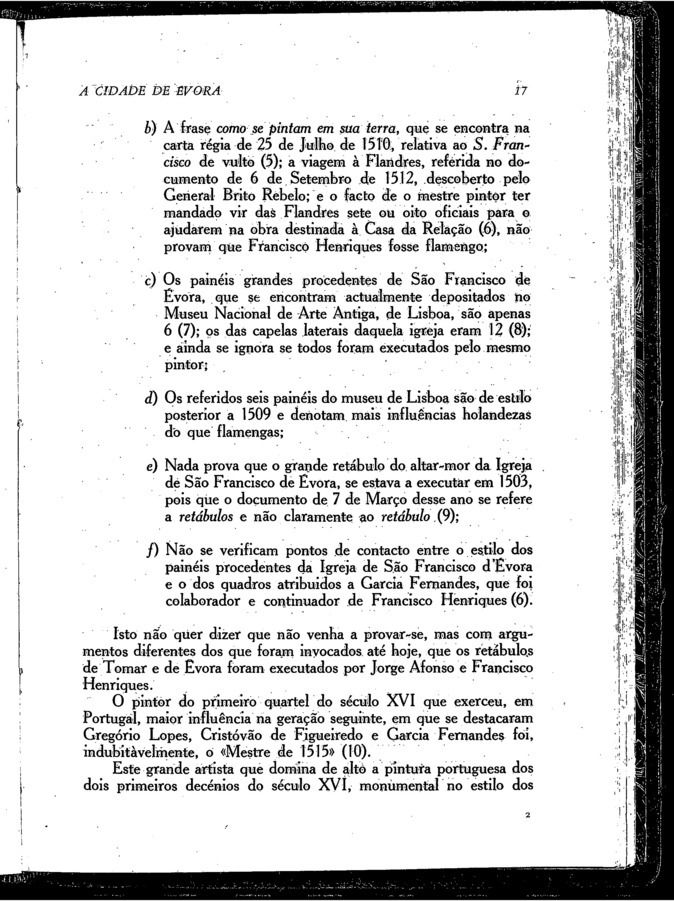 A CIDADE DE EVORA 17
b) A frase como se pintam em sua terra, que se encontra na
carta régia de 25 de Julho de 1510, relativa ao S. Fran-
cisco de vulto (5); a viagem à Flandres, referida no do-
cumento de 6 de Setembro de 1512, descoberto pelo
General Brito Rebelo; e o facto de o mestre pintor ter
mandado vir das Flandres sete ou oito oficiais para o
ajudarem na obra destinada à Casa da Relação (6), não
provam que Francisco Henriques fosse flamengo;
c) Os painéis grandes procedentes de São Francisco de
Évora, que se encontram actualmente depositados no
Museu Nacional de Arte Antiga, de Lisboa, são apenas
6 (7); os das capelas laterais daquela igreja eram 12 (8);
e ainda se ignora se todos foram executados pelo mesmo
pintor;
d) Os referidos seis painéis do museu de Lisboa são de estilo
posterior a 1509 e denotam mais influências holandezas
do que flamengas;
e) Nada prova que o grande retábulo do altar-mor da Igreja
de São Francisco de Évora, se estava a executar em 1503,
pois que o documento de 7 de Março desse ano se refere
a retábulos e não claramente ao retábulo (9);
f) Não se verificam pontos de contacto entre o estilo dos
painéis procedentes da Igreja de São Francisco d'Évora
e o dos quadros atribuidos a Garcia Fernandes, que foi
colaborador e continuador de Francisco Henriques (6).
Isto não quer dizer que não venha a provar-se, mas com argu-
mentos diferentes dos que foram invocados até hoje, que os retábulos
de Tomar e de Évora foram executados por Jorge Afonso e Francisco
Henriques.
O pintor do primeiro quartel do século XVI que exerceu, em
Portugal, maior influência na geração seguinte, em que se destacaram
Gregório Lopes, Cristóvão de Figueiredo e Garcia Fernandes foi,
indubitàvelmente, o «Mestre de 1515» (10).
Este grande artista que domina de alto a pintura portuguesa dos
dois primeiros decénios do século XVI, monumental no estilo dos
2